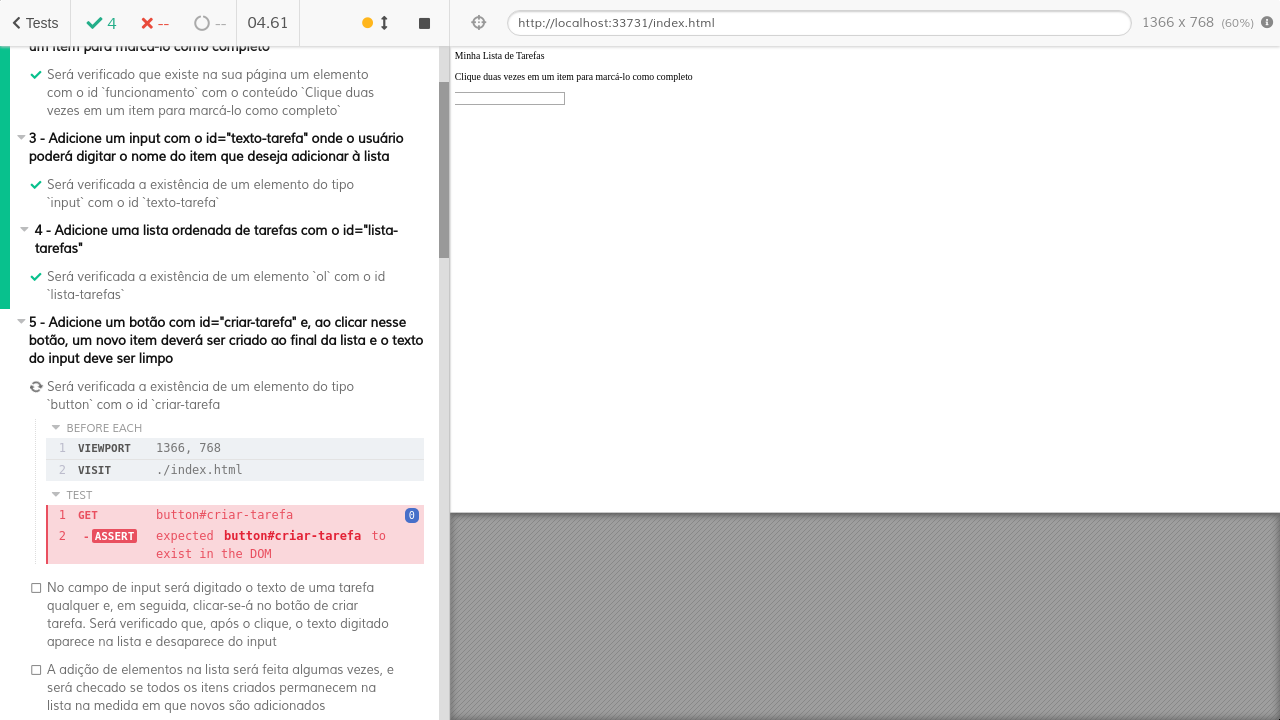 Tests
4
--
--
04.61
http://localhost:33731/index.html
1366 x 768 (60%)
um item para marcá-lo como completo
Será verificado que existe na sua página um elemento
com o id `funcionamento` com o conteúdo `Clique duas
vezes em um item para marcá-lo como completo`
3 - Adicione um input com o id="texto-tarefa" onde o usuário
poderá digitar o nome do item que deseja adicionar à lista
Será verificada a existência de um elemento do tipo
`input` com o id `texto-tarefa`
4 - Adicione uma lista ordenada de tarefas com o id="lista-
tarefas"
Será verificada a existência de um elemento `ol` com o id
`lista-tarefas`
5 - Adicione um botão com id="criar-tarefa" e, ao clicar nesse
botão, um novo item deverá ser criado ao final da lista e o texto
do input deve ser limpo
Será verificada a existência de um elemento do tipo
`button` com o id `criar-tarefa
BEFORE EACH
1 VIEWPORT 1366, 768
2 VISIT ./index.html
TEST
1 GET button#criar-tarefa 0
2 -ASSERT expected button#criar-tarefa to
exist in the DOM
No campo de input será digitado o texto de uma tarefa
qualquer e, em seguida, clicar-se-á no botão de criar
tarefa. Será verificado que, após o clique, o texto digitado
aparece na lista e desaparece do input
A adição de elementos na lista será feita algumas vezes, e
será checado se todos os itens criados permanecem na
lista na medida em que novos são adicionados
Minha Lista de Tarefas
Clique duas vezes em um item para marcá-lo como completo